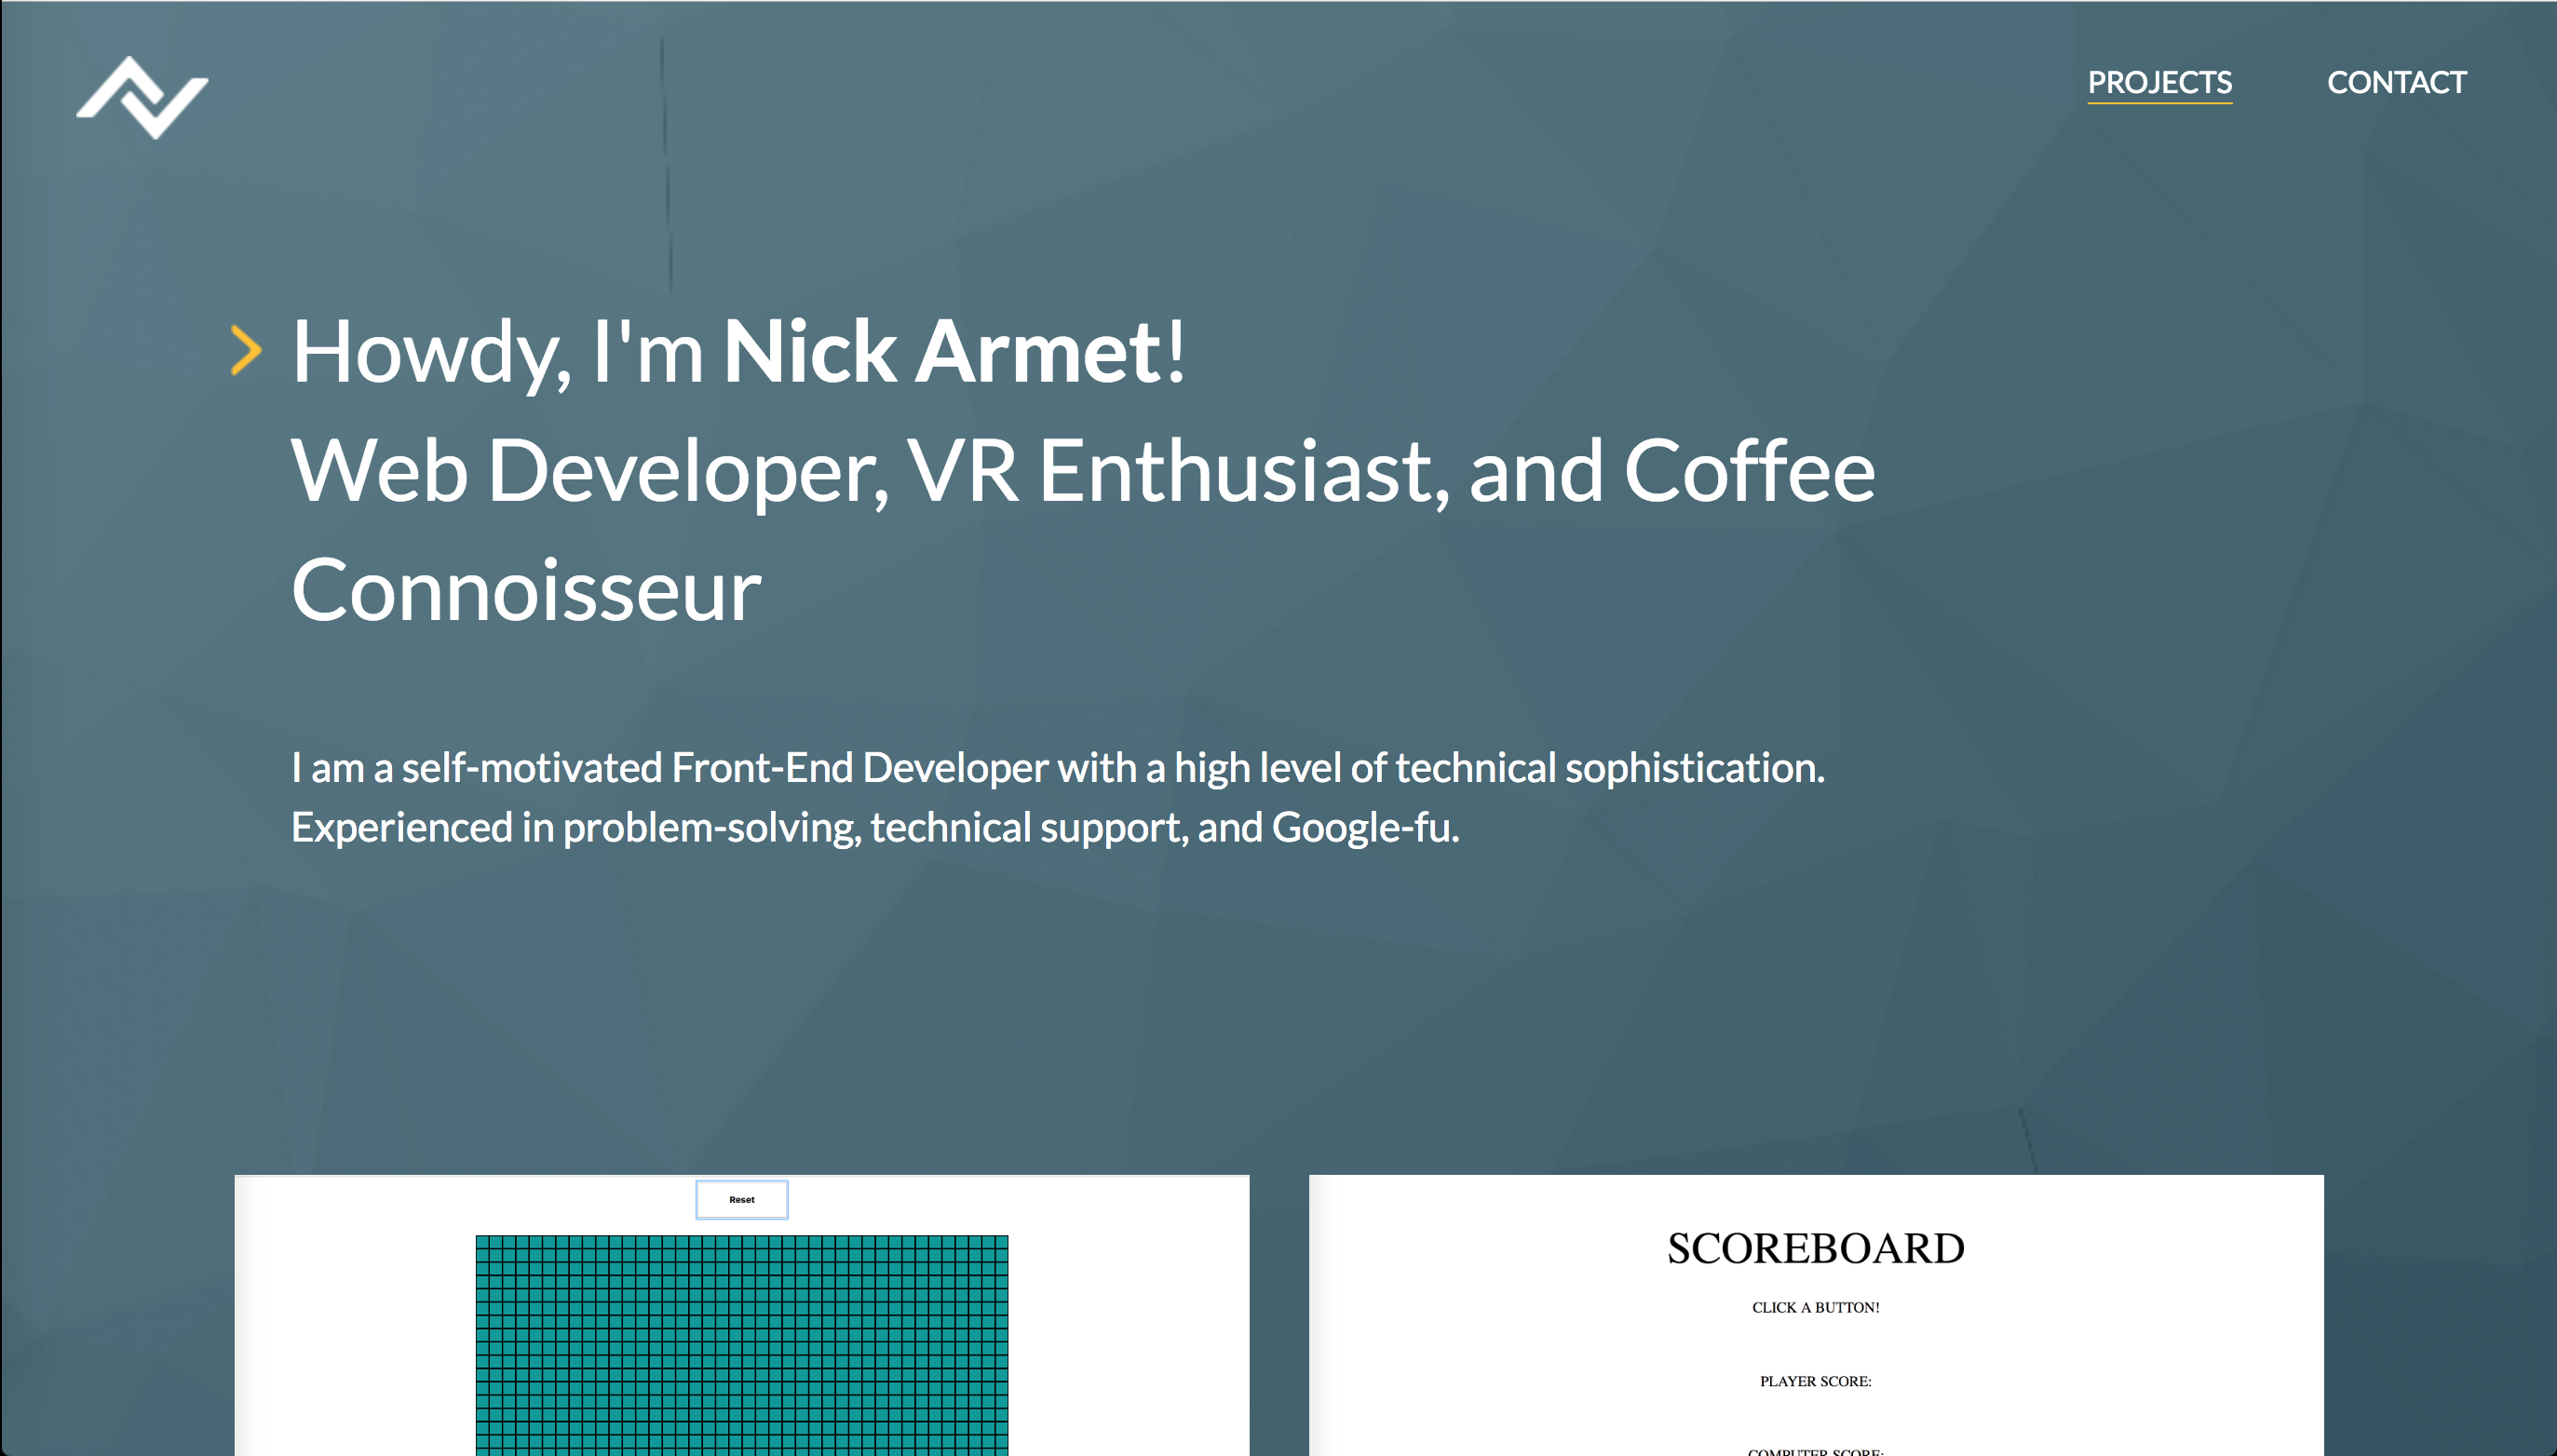 PROJECTS CONTACT
Howdy, I'm Nick Armet!
Web Developer, VR Enthusiast, and Coffee
Connoisseur
I am a self-motivated Front-End Developer with a high level of technical sophistication.
Experienced in problem-solving, technical support, and Google-fu.
Reset
SCOREBOARD
CLICK A BUTTON!
PLAYER SCORE:
COMPUTER SCORE: